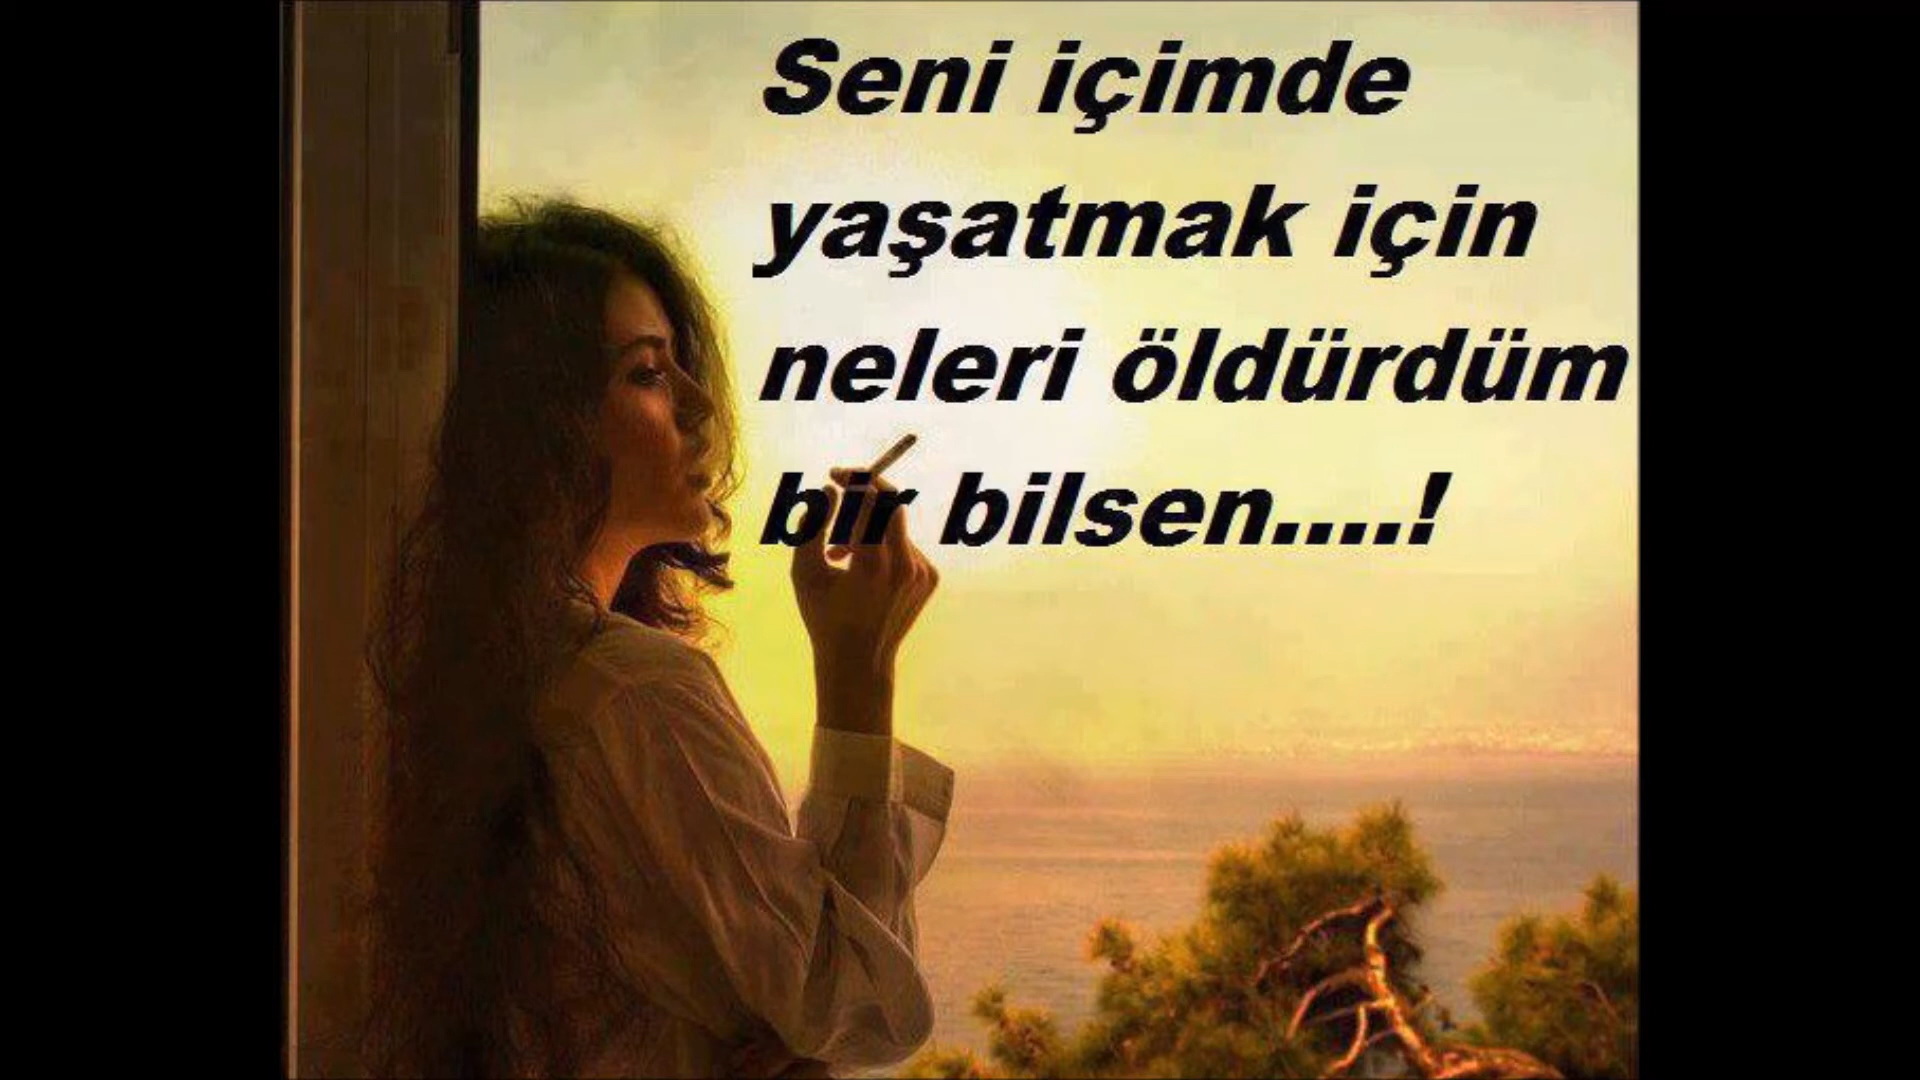 Seni içimde
yaşatmak için
neleri öldürdüm
bir bilsen....!